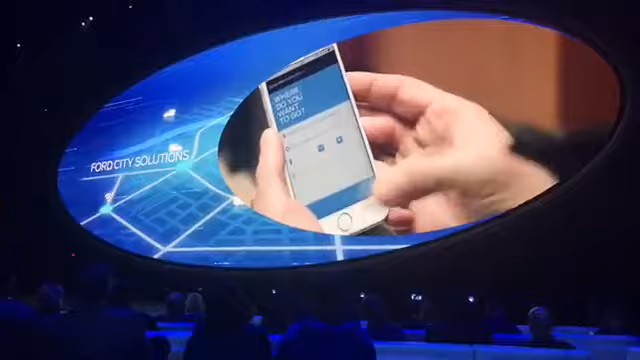 FORD CITY SOLUTIONS
WHERE
DO YOU
WANT
TO GO?